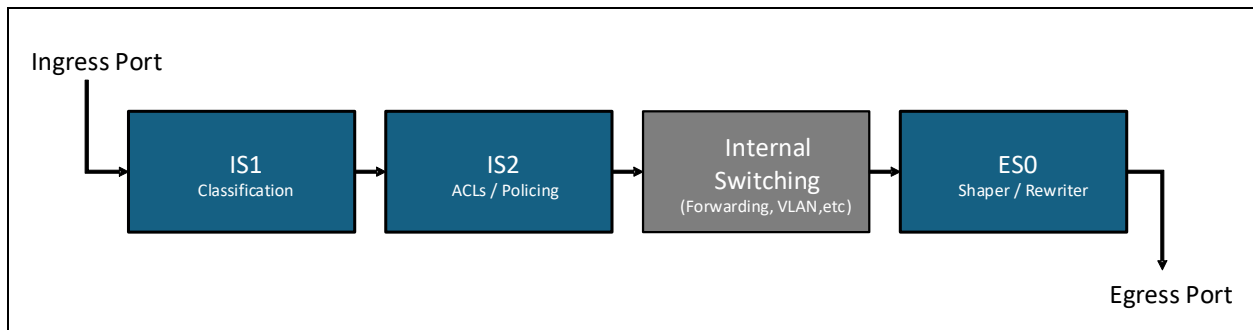 Ingress Port
IS1
Classification
IS2
ACLs / Policing
Internal
Switching
(Forwarding, VLAN,etc)
ES0
Shaper / Rewriter
Egress Port